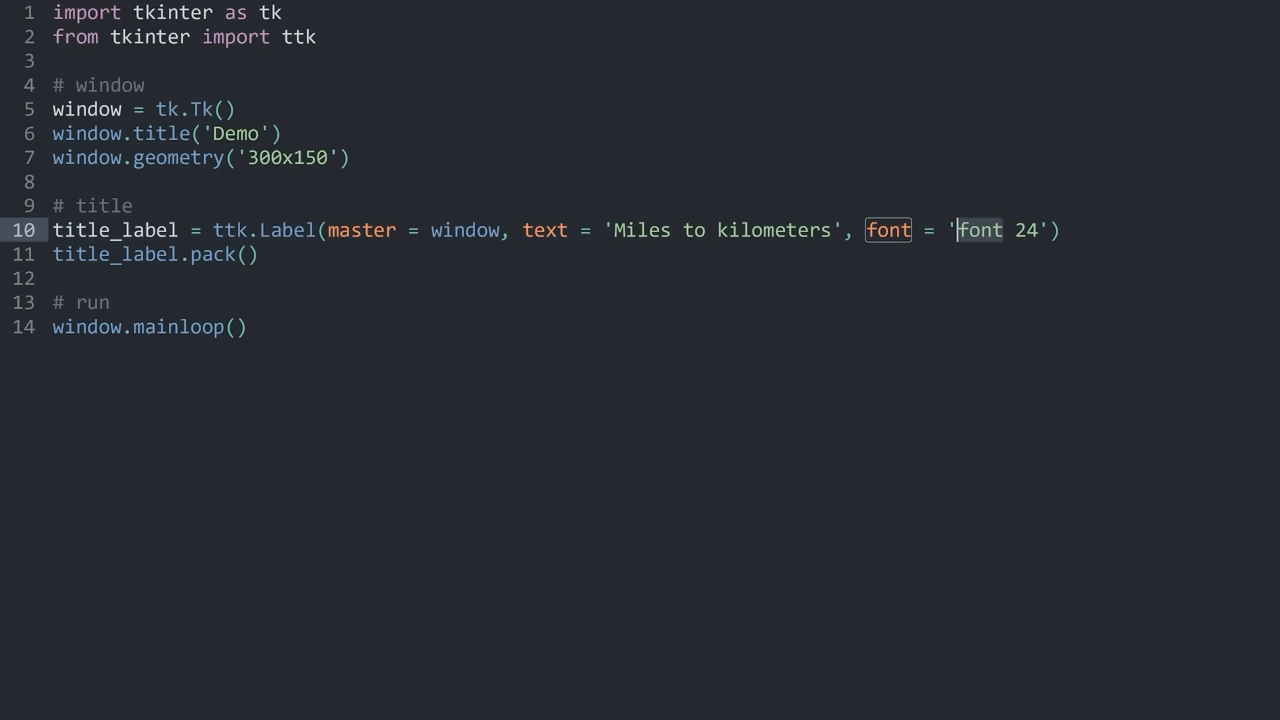 1 import tkinter as tk
2 from tkinter import ttk
3
4 # window
5 window = tk.Tk()
6 window.title('Demo')
7 window.geometry('300x150')
8
9 # title
10 title_label = ttk.Label(master = window, text = 'Miles to kilometers', font = 'font 24')
11 title_label.pack()
12
13 # run
14 window.mainloop()